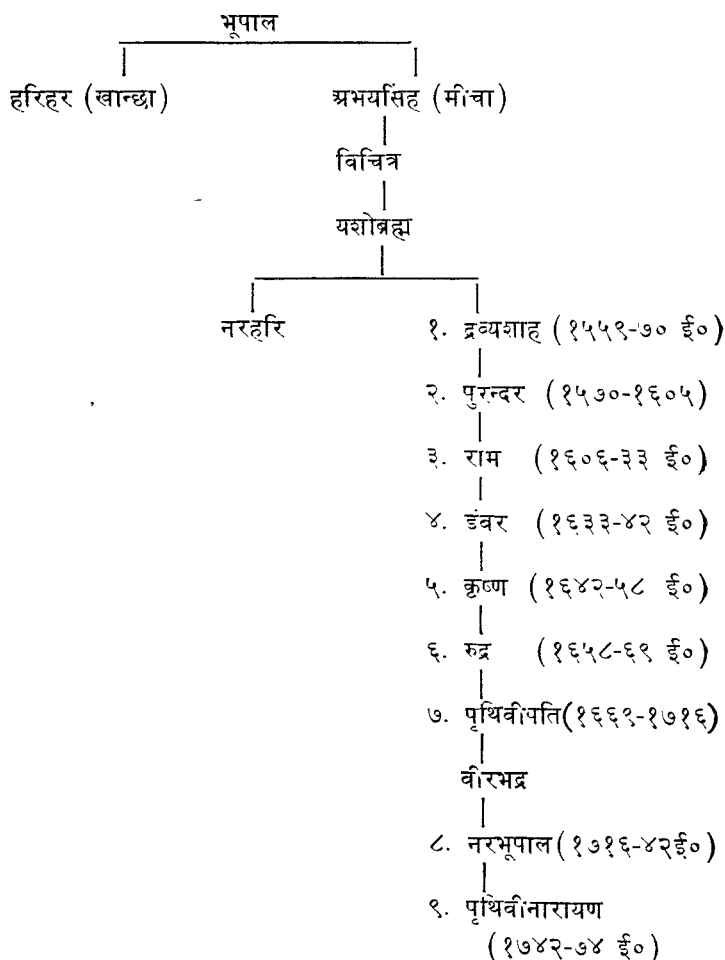 भूपाल
हरिहर (खान्छा) अभयसिंह (मीचा)
विचित्र
यशोब्रह्म
नरहरि १. द्रव्यशाह (१५५९-७० ई०)
२. पुरन्दर (१५७०-१६०५)
३. राम (१६०६-३३ ई०)
४. डंबर (१६३३-४२ ई०)
५. कृष्ण (१६४२-५८ ई०)
६. रुद्र (१६५८-६९ ई०)
७. पृथिवीपति(१६६९-१७१६)
वीरभद्र
८. नरभूपाल(१७१६-४२ई०)
९. पृथिवीनारायण
(१७४२-७४ ई०)